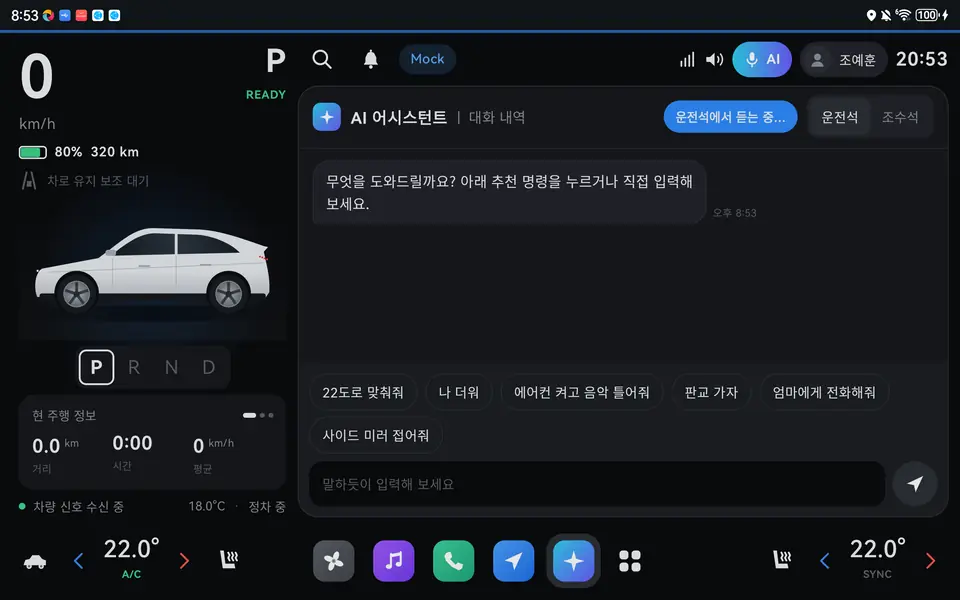 8:53
100
0
P
READY
km/h
80% 320 km
차로 유지 보조 대기
P R N D
현 주행 정보
0.0 km 0:00 0 km/h
거리 시간 평균
차량 신호 수신 중 18.0°C · 정차 중
Mock
AI 조예훈 20:53
AI 어시스턴트 | 대화 내역
운전석에서 듣는 중... 운전석 조수석
무엇을 도와드릴까요? 아래 추천 명령을 누르거나 직접 입력해
보세요.
오후 8:53
22도로 맞춰줘 나 더워 에어컨 켜고 음악 틀어줘 판교 가자 엄마에게 전화해줘
사이드 미러 접어줘
말하듯이 입력해 보세요
22.0° 22.0°
A/C SYNC